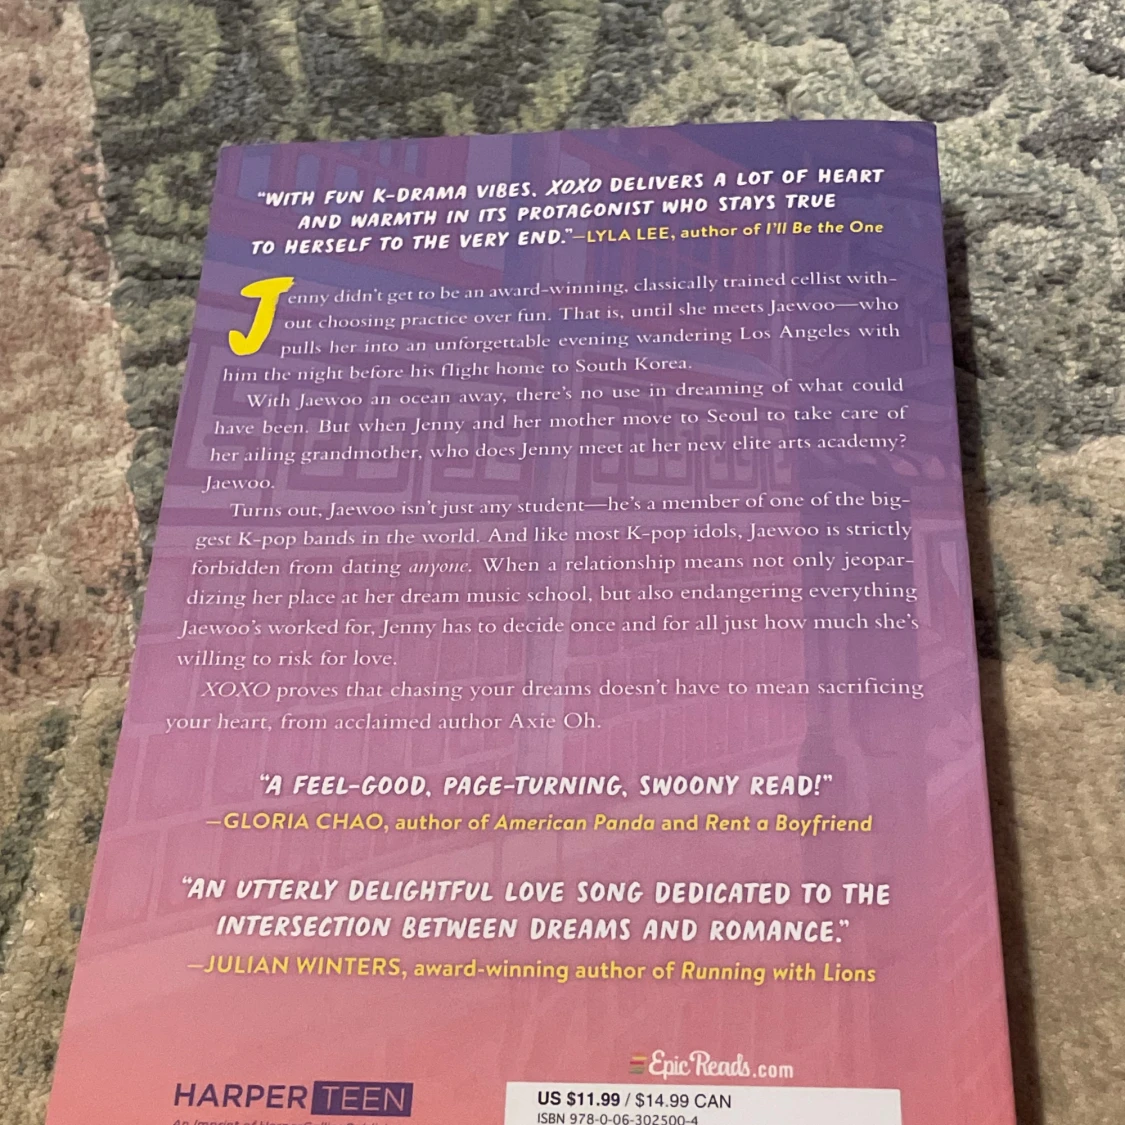 "WITH FUN K-DRAMA VIBES, XOXO DELIVERS A LOT OF HEART
AND WARMTH IN ITS PROTAGONIST WHO STAYS TRUE
TO HERSELF TO THE VERY END."—LYLA LEE, author of I'll Be the One
Jenny didn't get to be an award-winning, classically trained cellist with-
out choosing practice over fun. That is, until she meets Jaewoo—who
pulls her into an unforgettable evening wandering Los Angeles with
him the night before his flight home to South Korea.
With Jaewoo an ocean away, there's no use in dreaming of what could
have been. But when Jenny and her mother move to Seoul to take care of
her ailing grandmother, who does Jenny meet at her new elite arts academy?
Jaewoo.
Turns out, Jaewoo isn't just any student—he's a member of one of the big-
gest K-pop bands in the world. And like most K-pop idols, Jaewoo is strictly
forbidden from dating anyone. When a relationship means not only jeopar-
dizing her place at her dream music school, but also endangering everything
Jaewoo's worked for, Jenny has to decide once and for all just how much she's
willing to risk for love.
XOXO proves that chasing your dreams doesn't have to mean sacrificing
your heart, from acclaimed author Axie Oh.
"A FEEL-GOOD, PAGE-TURNING, SWOONY READ!"
—GLORIA CHAO, author of American Panda and Rent a Boyfriend
"AN UTTERLY DELIGHTFUL LOVE SONG DEDICATED TO THE
INTERSECTION BETWEEN DREAMS AND ROMANCE."
—JULIAN WINTERS, award-winning author of Running with Lions
EpicReads.com
HARPER TEEN
US $11.99 / $14.99 CAN
ISBN 978-0-06-302500-4